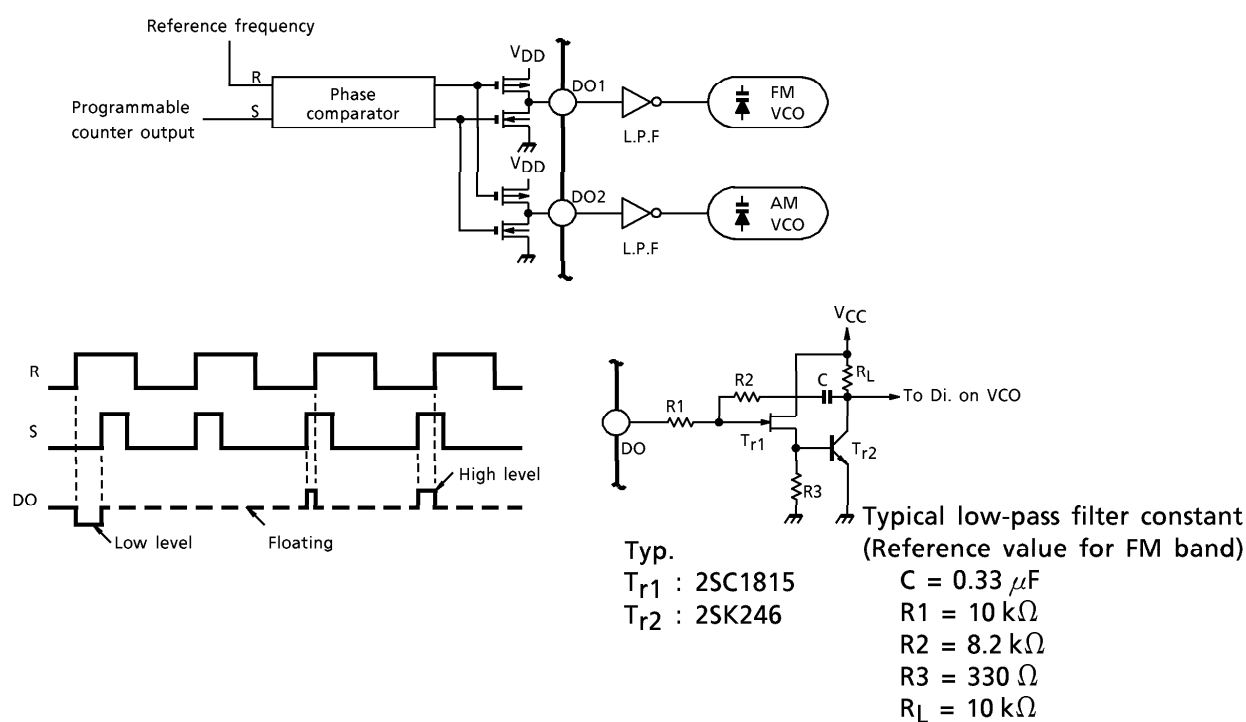 Reference frequency
VDD
R
DO1
Phase
comparator
FM
VCO
Programmable
counter output
S
L.P.F
VDD
DO2
AM
VCO
L.P.F
VCC
R
RL
R2
C
To Di. on VCO
R1
S
DO
Tr1
Tr2
High level
DO
R3
Low level
Floating
Typical low-pass filter constant
(Reference value for FM band)
Typ.
Tr1 : 2SC1815
Tr2 : 2SK246
C = 0.33 μF
R1 = 10 kΩ
R2 = 8.2 kΩ
R3 = 330 Ω
RL = 10 kΩ